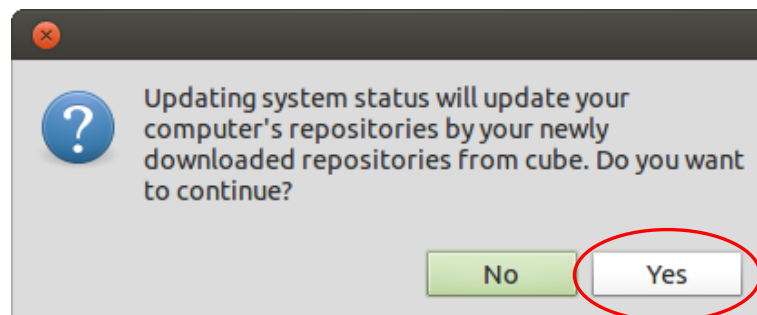 Updating system status will update your
computer's repositories by your newly
downloaded repositories from cube. Do you want
to continue?
No Yes